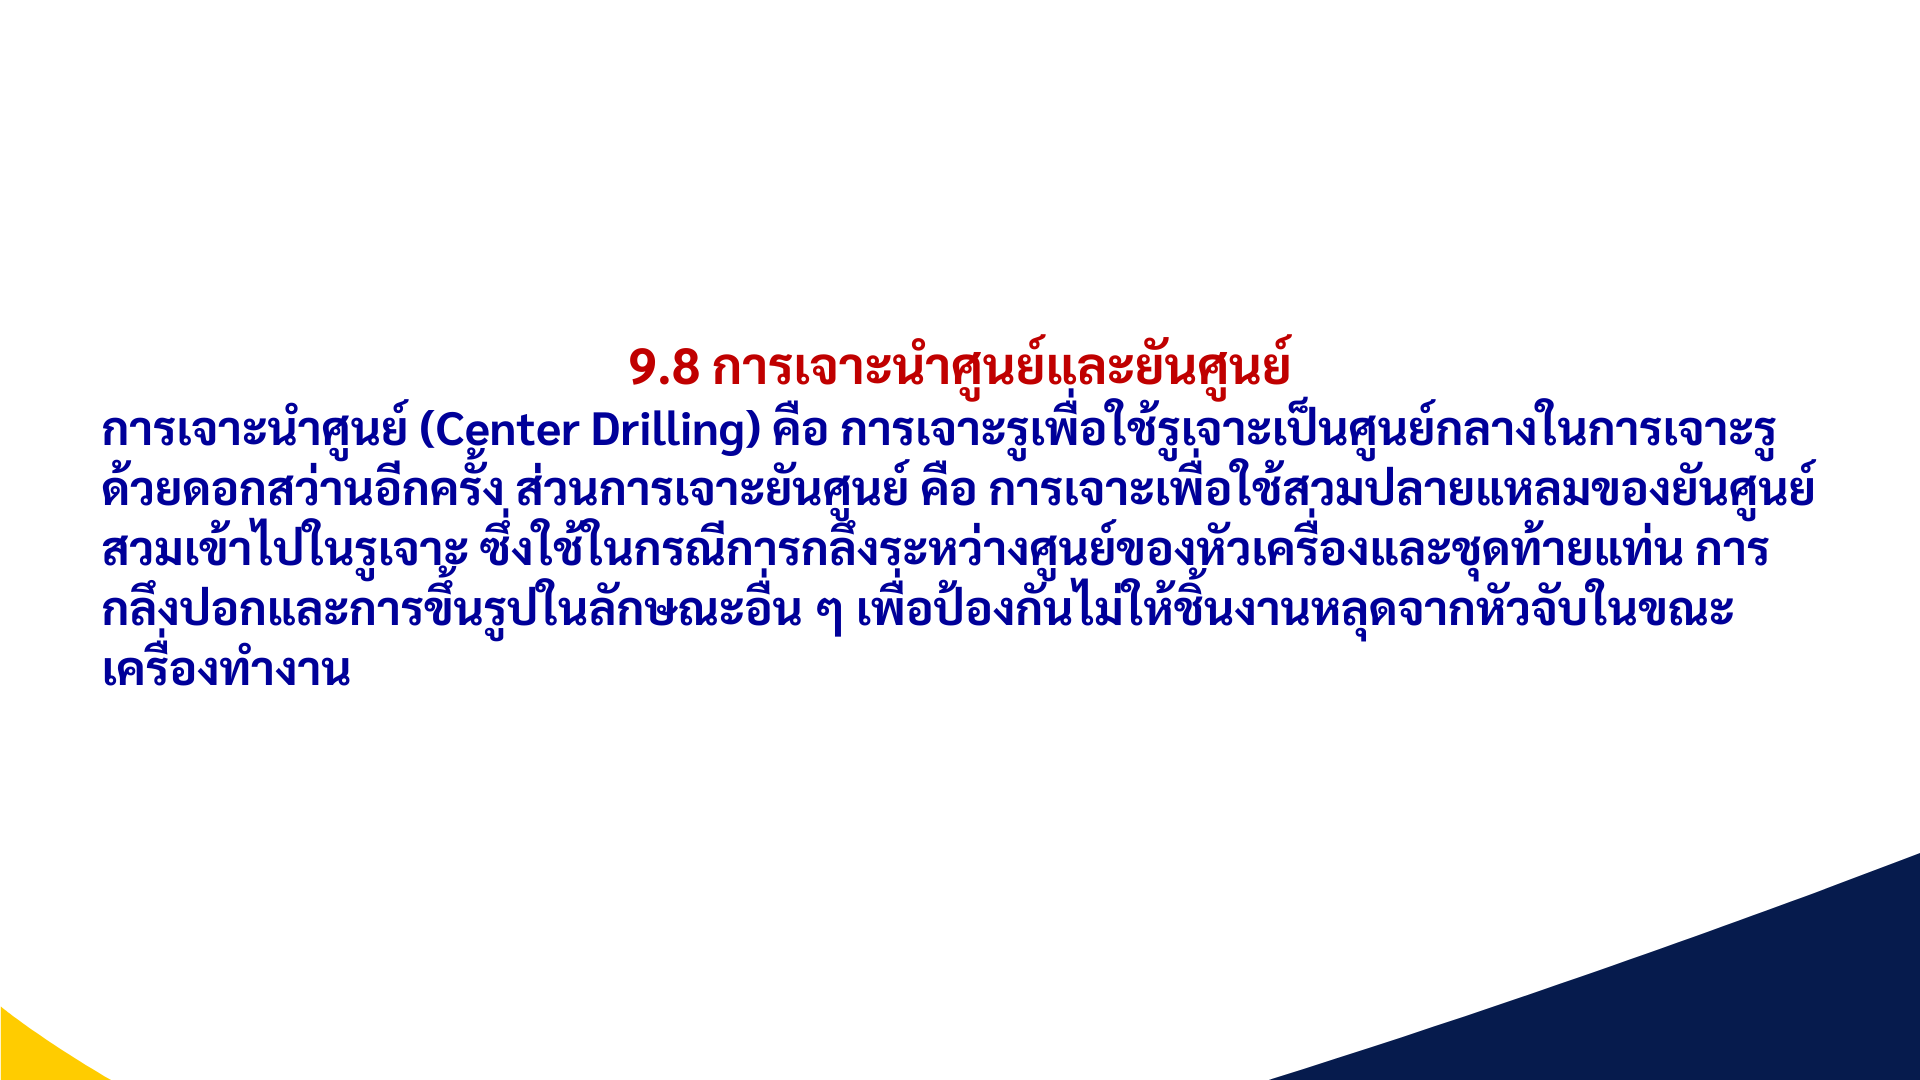 9.8 การเจาะนำศูนย์และยันศูนย์
การเจาะนำศูนย์ (Center Drilling) คือ การเจาะรูเพื่อใช้รูเจาะเป็นศูนย์กลางในการเจาะรู
ด้วยดอกสว่านอีกครั้ง ส่วนการเจาะยันศูนย์ คือ การเจาะเพื่อใช้สวมปลายแหลมของยันศูนย์
สวมเข้าไปในรูเจาะ ซึ่งใช้ในกรณีการกลึงระหว่างศูนย์ของหัวเครื่องและชุดท้ายแท่น การ
กลึงปอกและการขึ้นรูปในลักษณะอื่น ๆ เพื่อป้องกันไม่ให้ชิ้นงานหลุดจากหัวจับในขณะ
เครื่องทำงาน